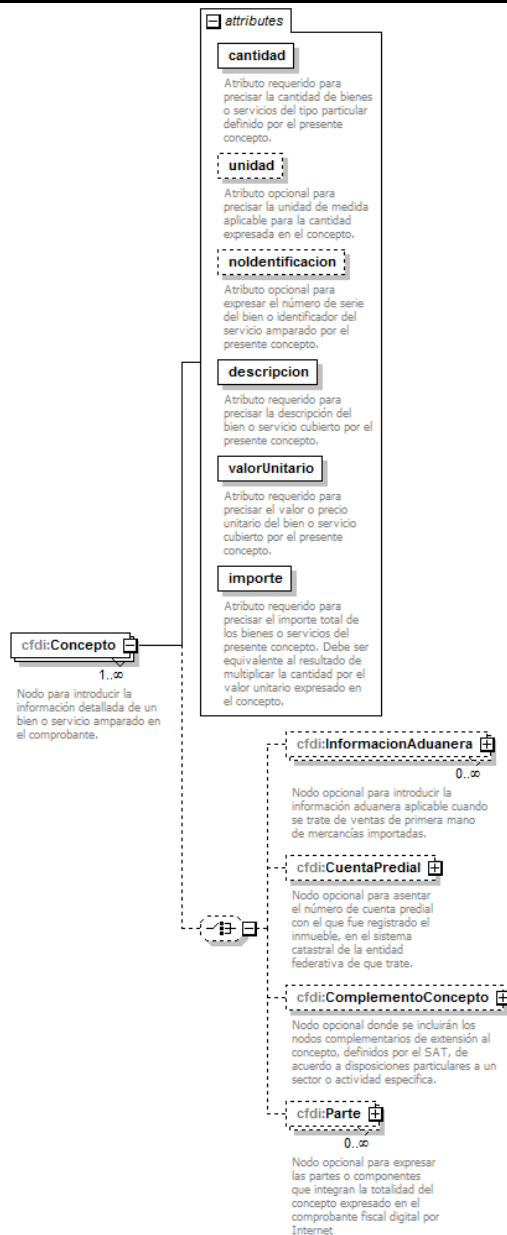 attributes
cantidad
Atributo requerido para
precisar la cantidad de bienes
o servicios del tipo particular
definido por el presente
concepto.
unidad
Atributo opcional para
precisar la unidad de medida
aplicable para la cantidad
expresada en el concepto.
noIdentificacion
Atributo opcional para
expresar el número de serie
del bien o identificador del
servicio amparado por el
presente concepto.
descripcion
Atributo requerido para
precisar la descripción del
bien o servicio cubierto por el
presente concepto.
valorUnitario
Atributo requerido para
precisar el valor o precio
unitario del bien o servicio
cubierto por el presente
concepto.
importe
Atributo requerido para
precisar el importe total de
los bienes o servicios del
presente concepto. Debe ser
equivalente al resultado de
multiplicar la cantidad por el
valor unitario expresado en
el concepto.
cfdi:Concepto
1..∞
Nodo para introducir la
información detallada de un
bien o servicio amparado en
el comprobante.
cfdi:InformacionAduanera
0..∞
Nodo opcional para introducir la
información aduanera aplicable cuando
se trate de ventas de primera mano
de mercancías importadas.
cfdi:CuentaPredial
Nodo opcional para asentar
el número de cuenta predial
con el que fue registrado el
inmueble, en el sistema
catastral de la entidad
federativa de que trate.
cfdi:ComplementoConcepto
Nodo opcional donde se incluirán los
nodos complementarios de extensión al
concepto, definidos por el SAT, de
acuerdo a disposiciones particulares a un
sector o actividad especifica.
cfdi:Parte
0..∞
Nodo opcional para expresar
las partes o componentes
que integran la totalidad del
concepto expresado en el
comprobante fiscal digital por
Internet